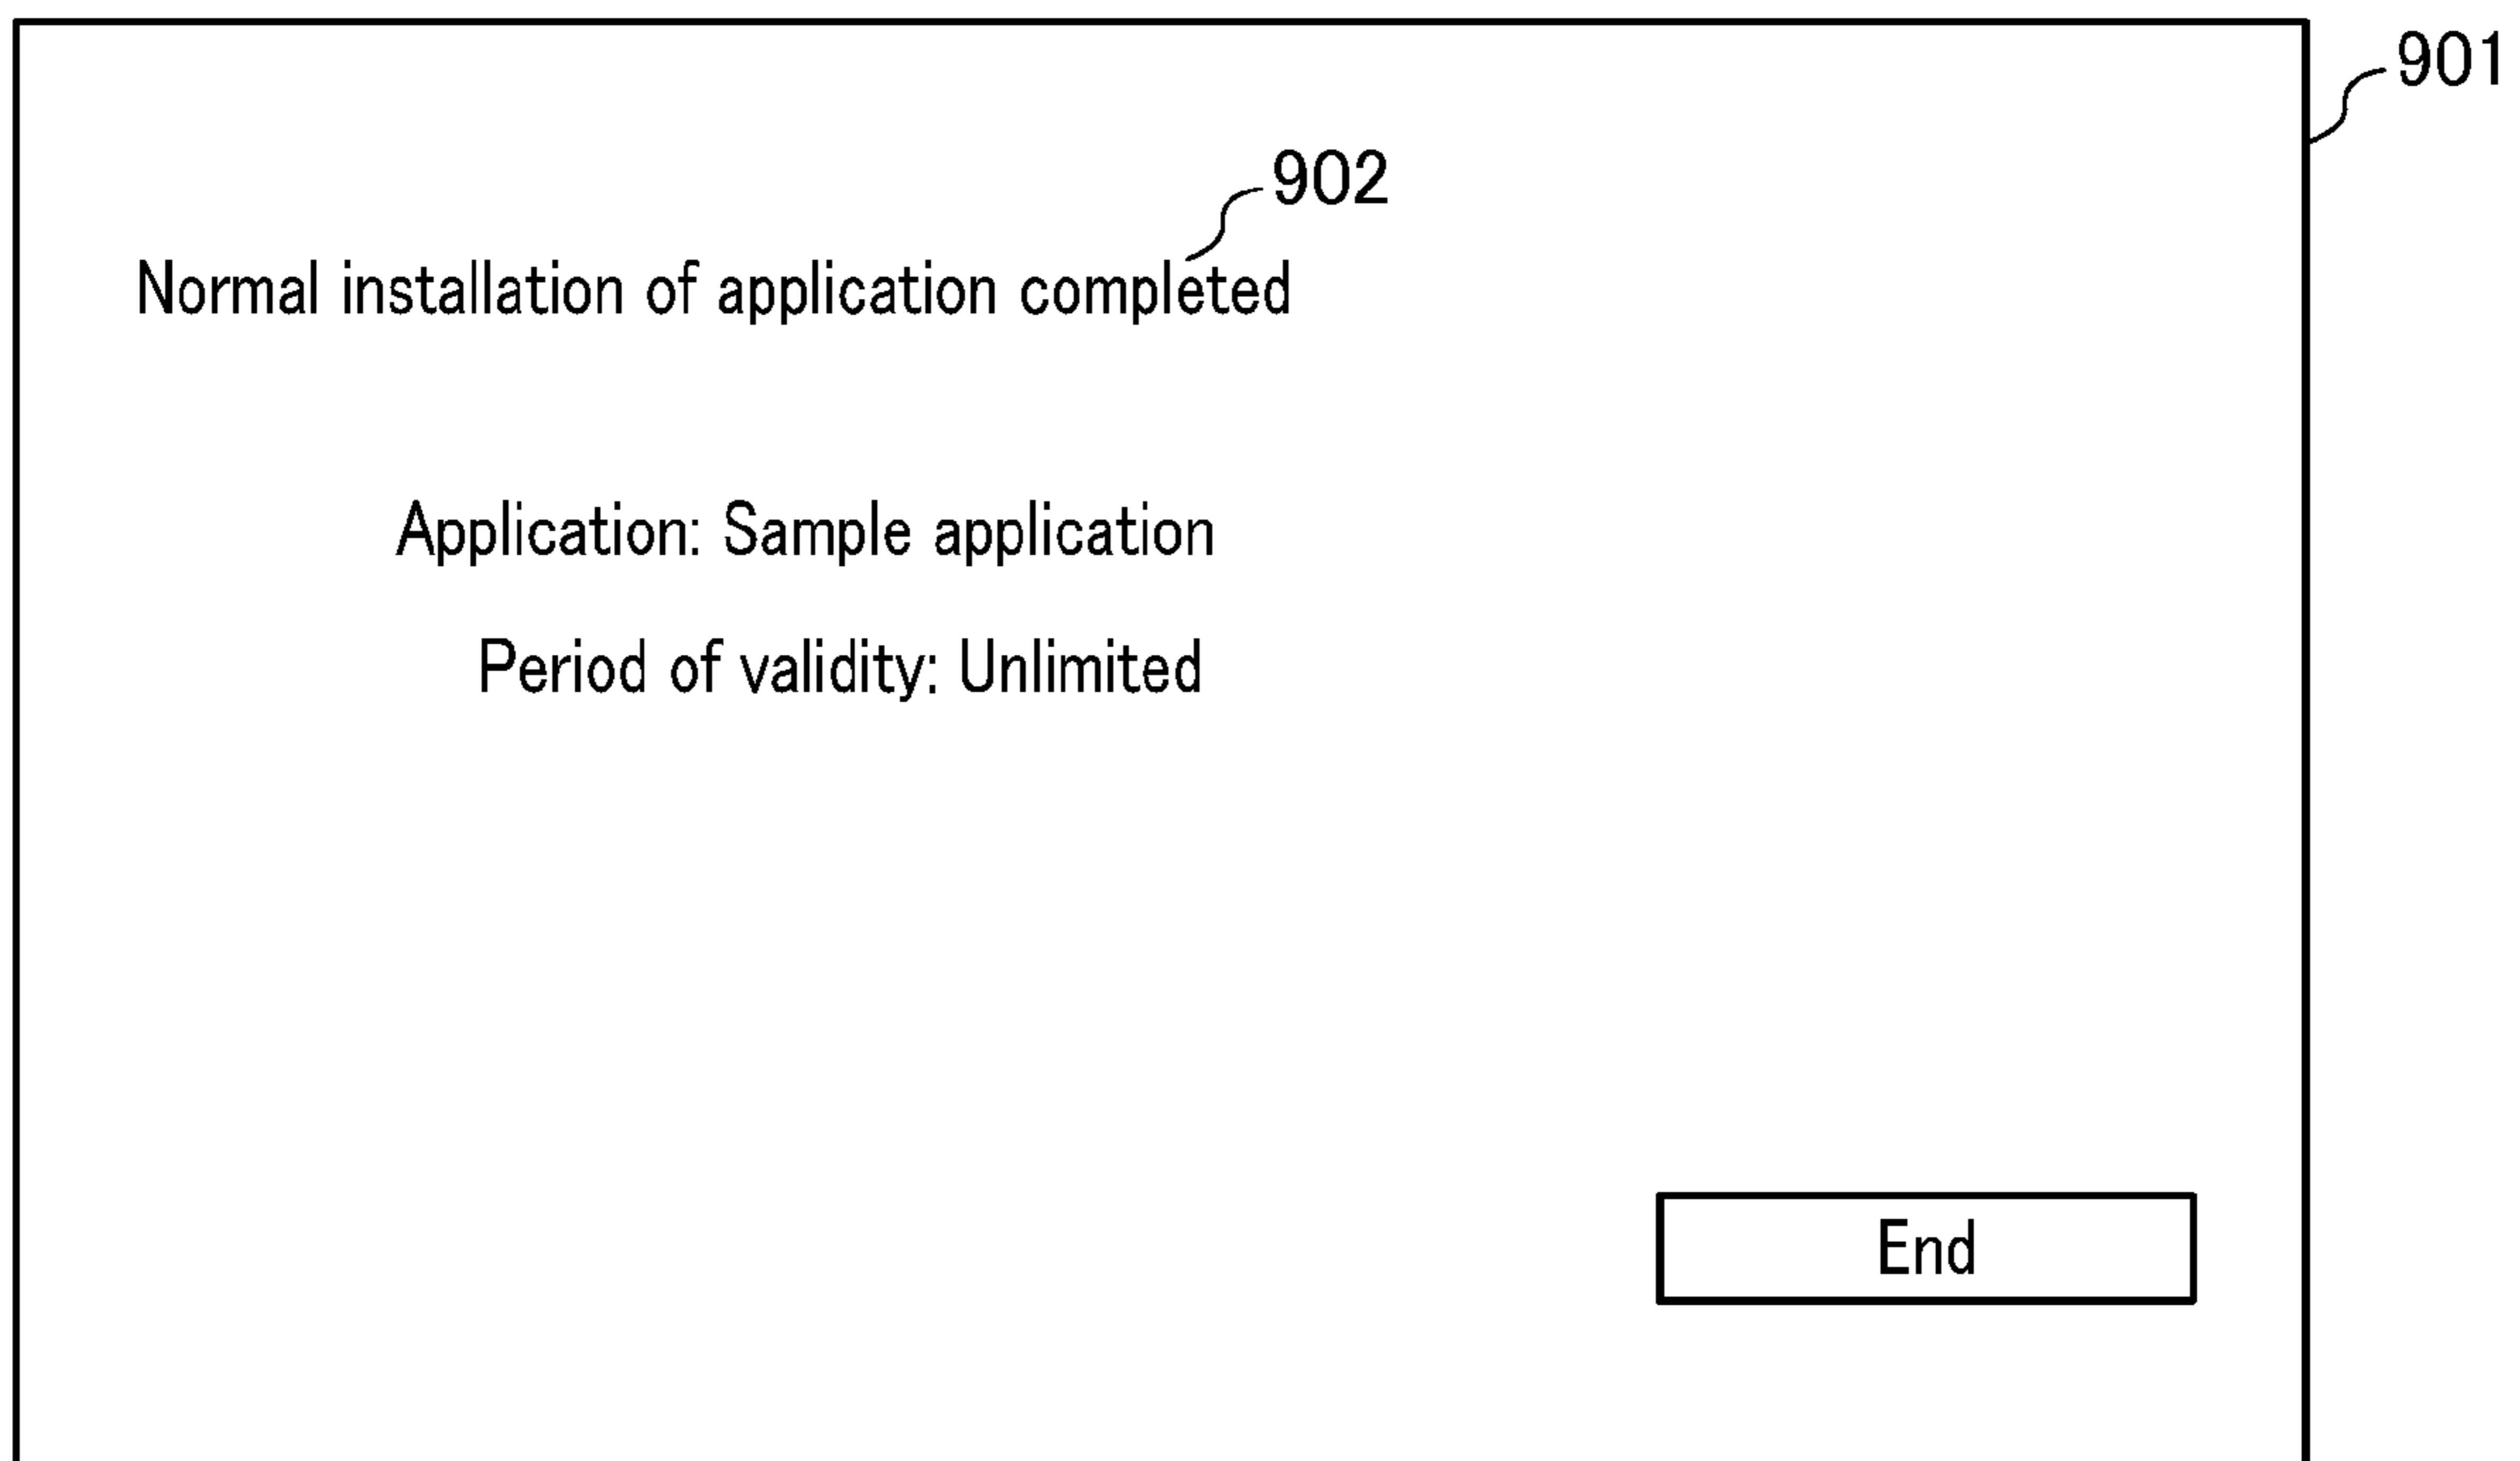 901
902
Normal installation of application completed
Application: Sample application
Period of validity: Unlimited
End